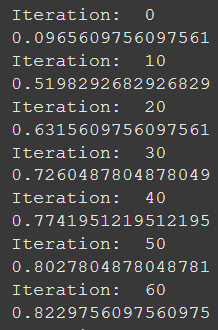 Iteration:  0
0.0965609756097561
Iteration:  10
0.5198292682926829
Iteration:  20
0.6315609756097561
Iteration:  30
0.7260487804878049
Iteration:  40
0.7741951219512195
Iteration:  50
0.8027804878048781
Iteration:  60
0.8229756097560975